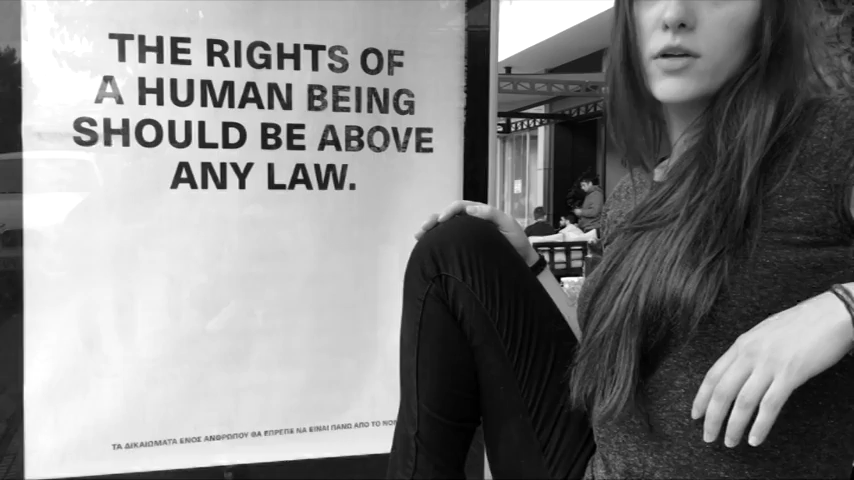 THE RIGHTS OF
A HUMAN BEING
SHOULD BE ABOVE
ANY LAW.
ΤΑ ΔΙΚΑΙΩΜΑΤΑ ΕΝΟΣ ΑΝΘΡΩΠΟΥ ΘΑ ΕΠΡΕΠΕ ΝΑ ΕΙΝΑΙ ΠΑΝΩ ΑΠΟ ΤΟ